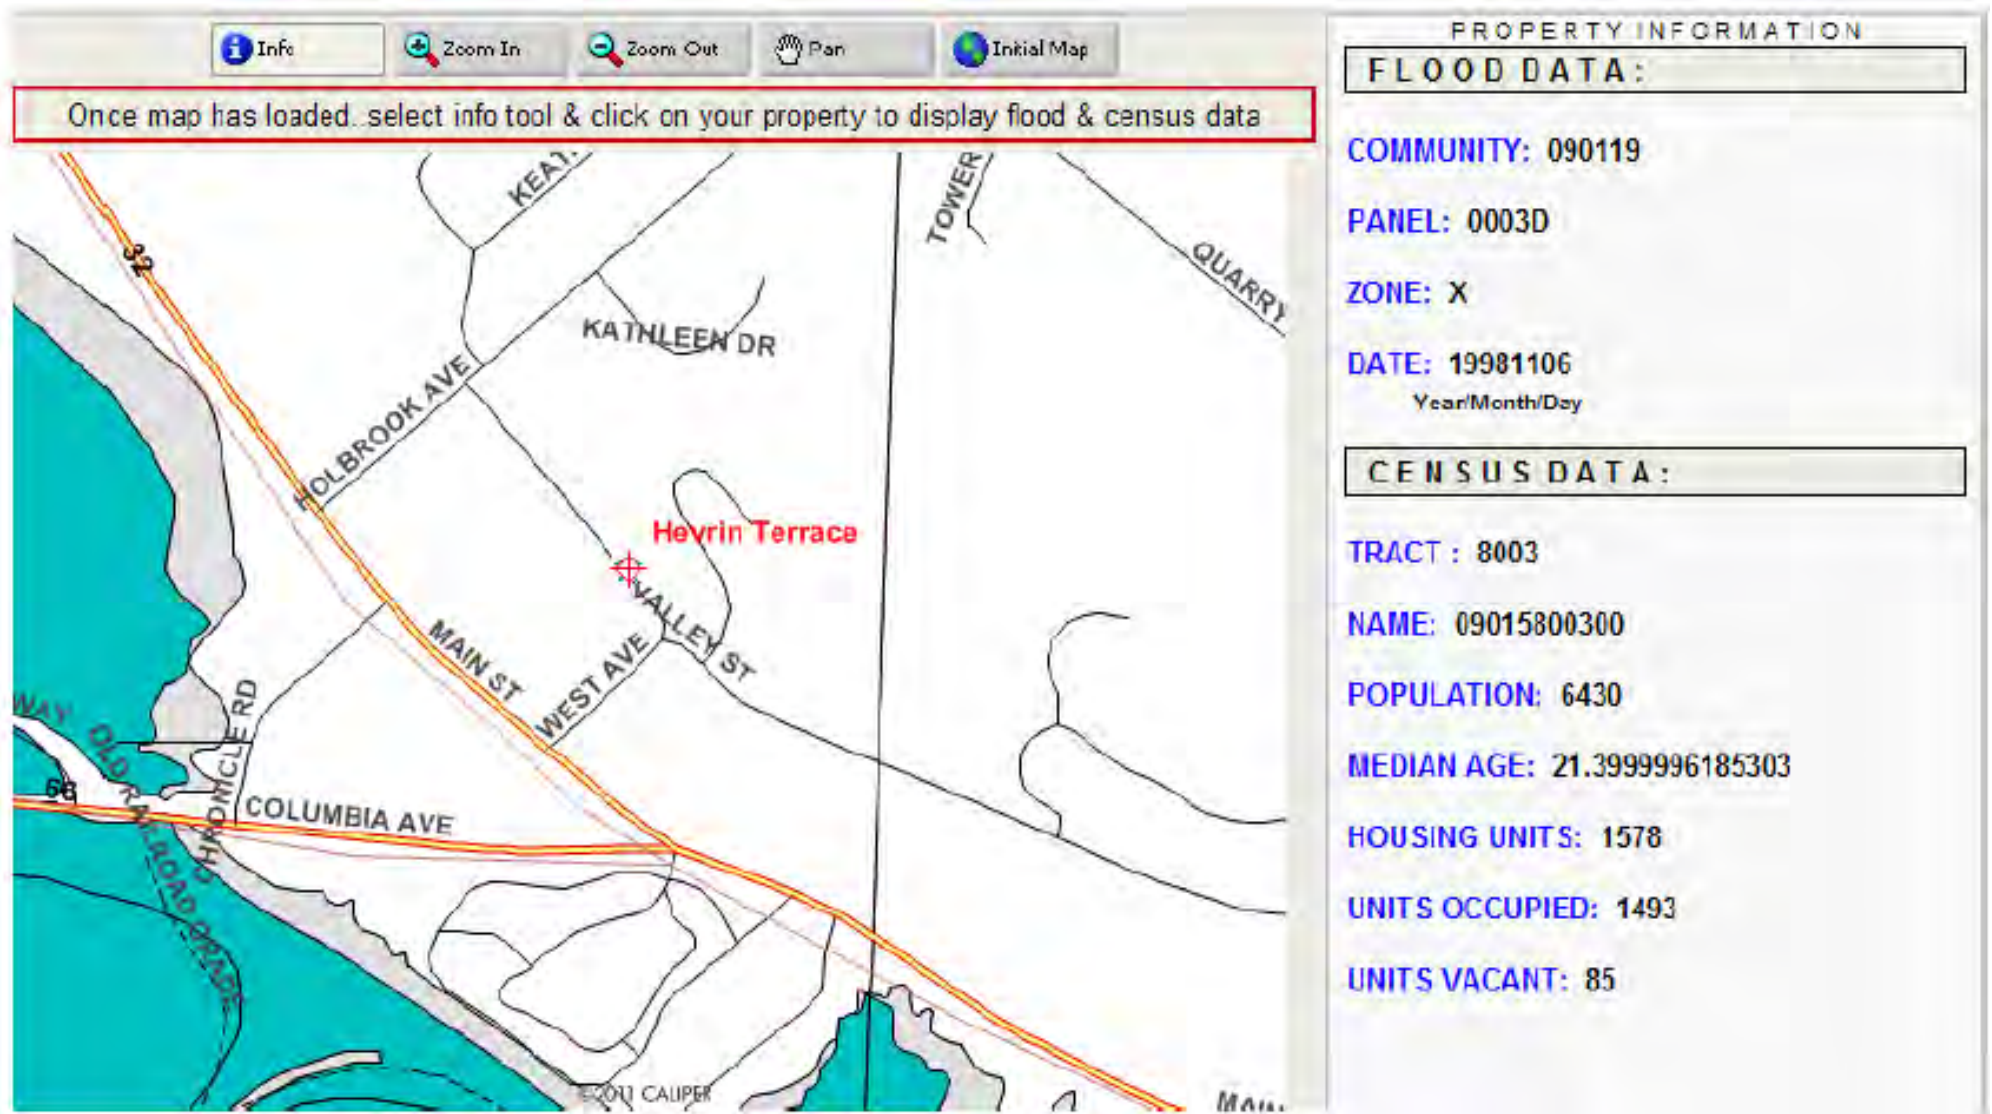 Info Zoom In Zoom Out Pan Initial Map
Once map has loaded. select info tool & click on your property to display flood & census data
32
TOWER
QUARRY
KATHLEEN DR
HOLBROOK AVE
Hevrin Terrace
VALLEY ST
MAIN ST
WEST AVE
WAY
OLD RAILROAD GRADE
CHRONICLE RD
66
COLUMBIA AVE
©2011 CALIPER
PROPERTY INFORMATION
FLOOD DATA:
COMMUNITY: 090119
PANEL: 0003D
ZONE: X
DATE: 19981106
Year/Month/Day
CENSUS DATA:
TRACT : 8003
NAME: 09015800300
POPULATION: 6430
MEDIAN AGE: 21.3999996185303
HOUSING UNITS: 1578
UNITS OCCUPIED: 1493
UNITS VACANT: 85